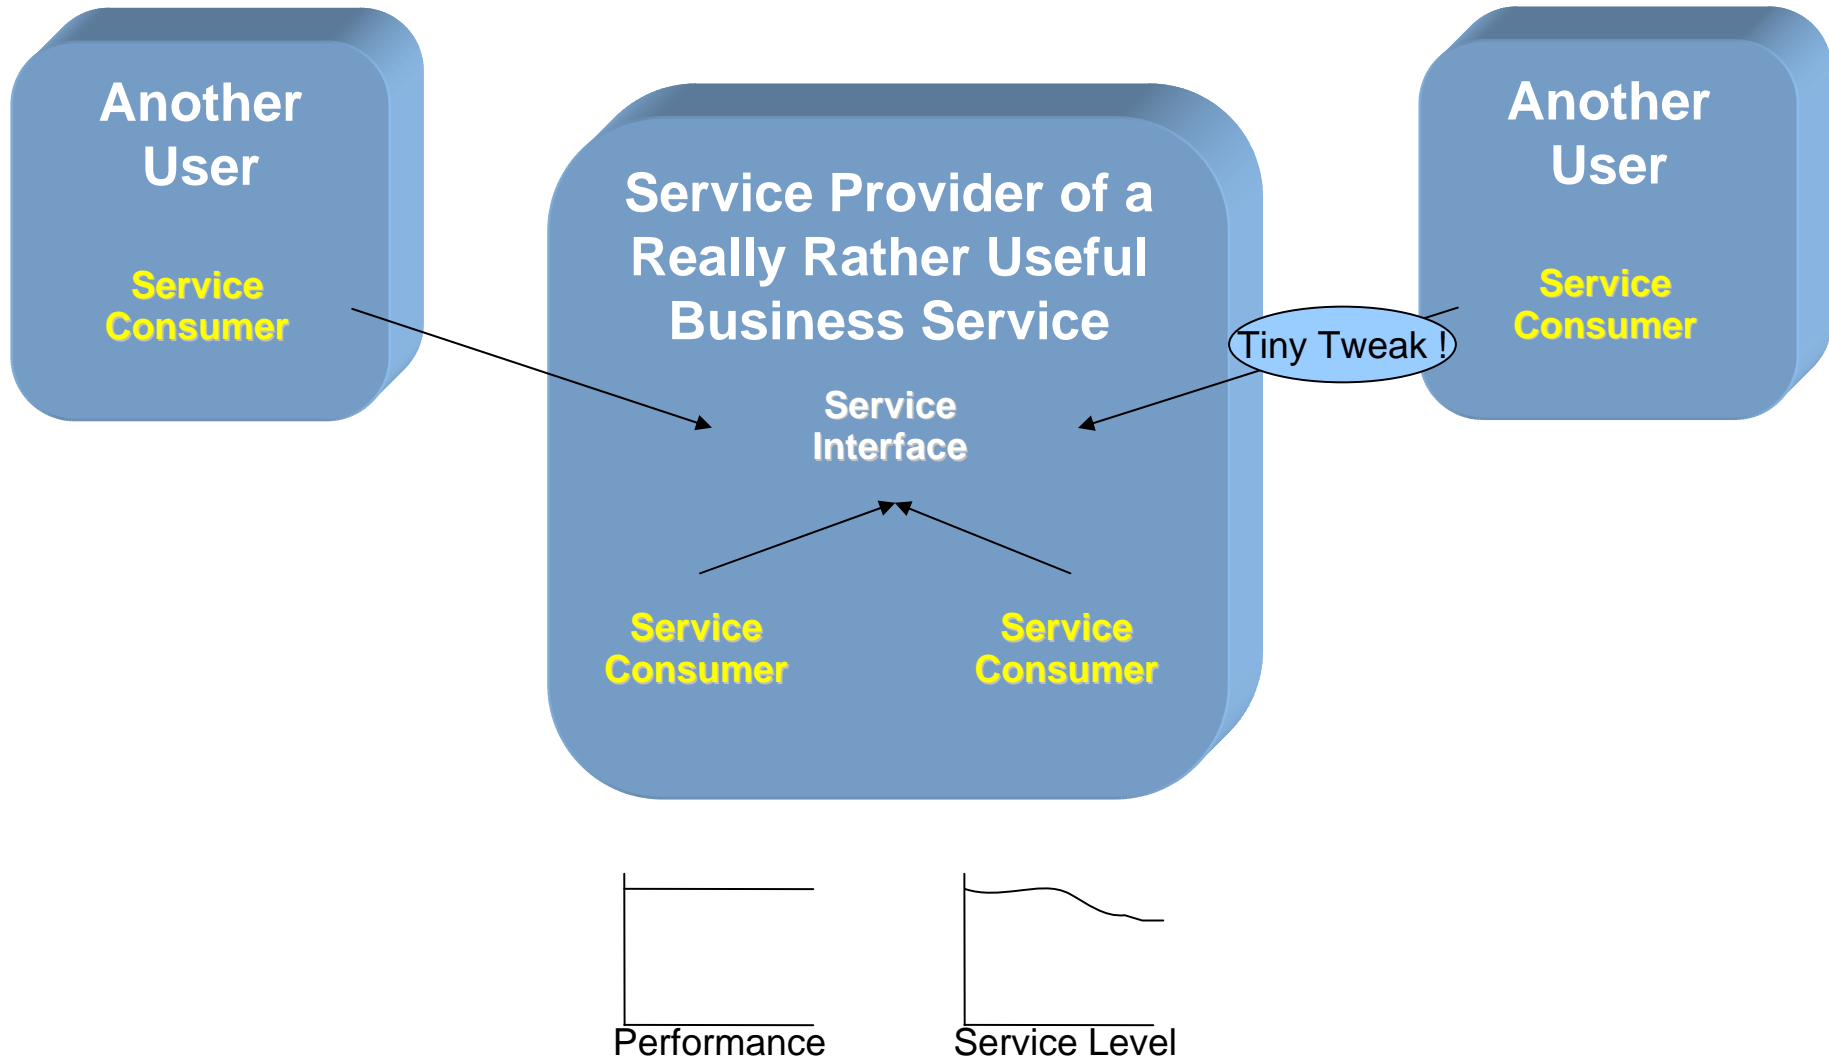 Another
User
Service
Consumer
Service Provider of a
Really Rather Useful
Business Service
Service
Interface
Service
Consumer
Service
Consumer
Another
User
Service
Consumer
Tiny Tweak !
Performance
Service Level